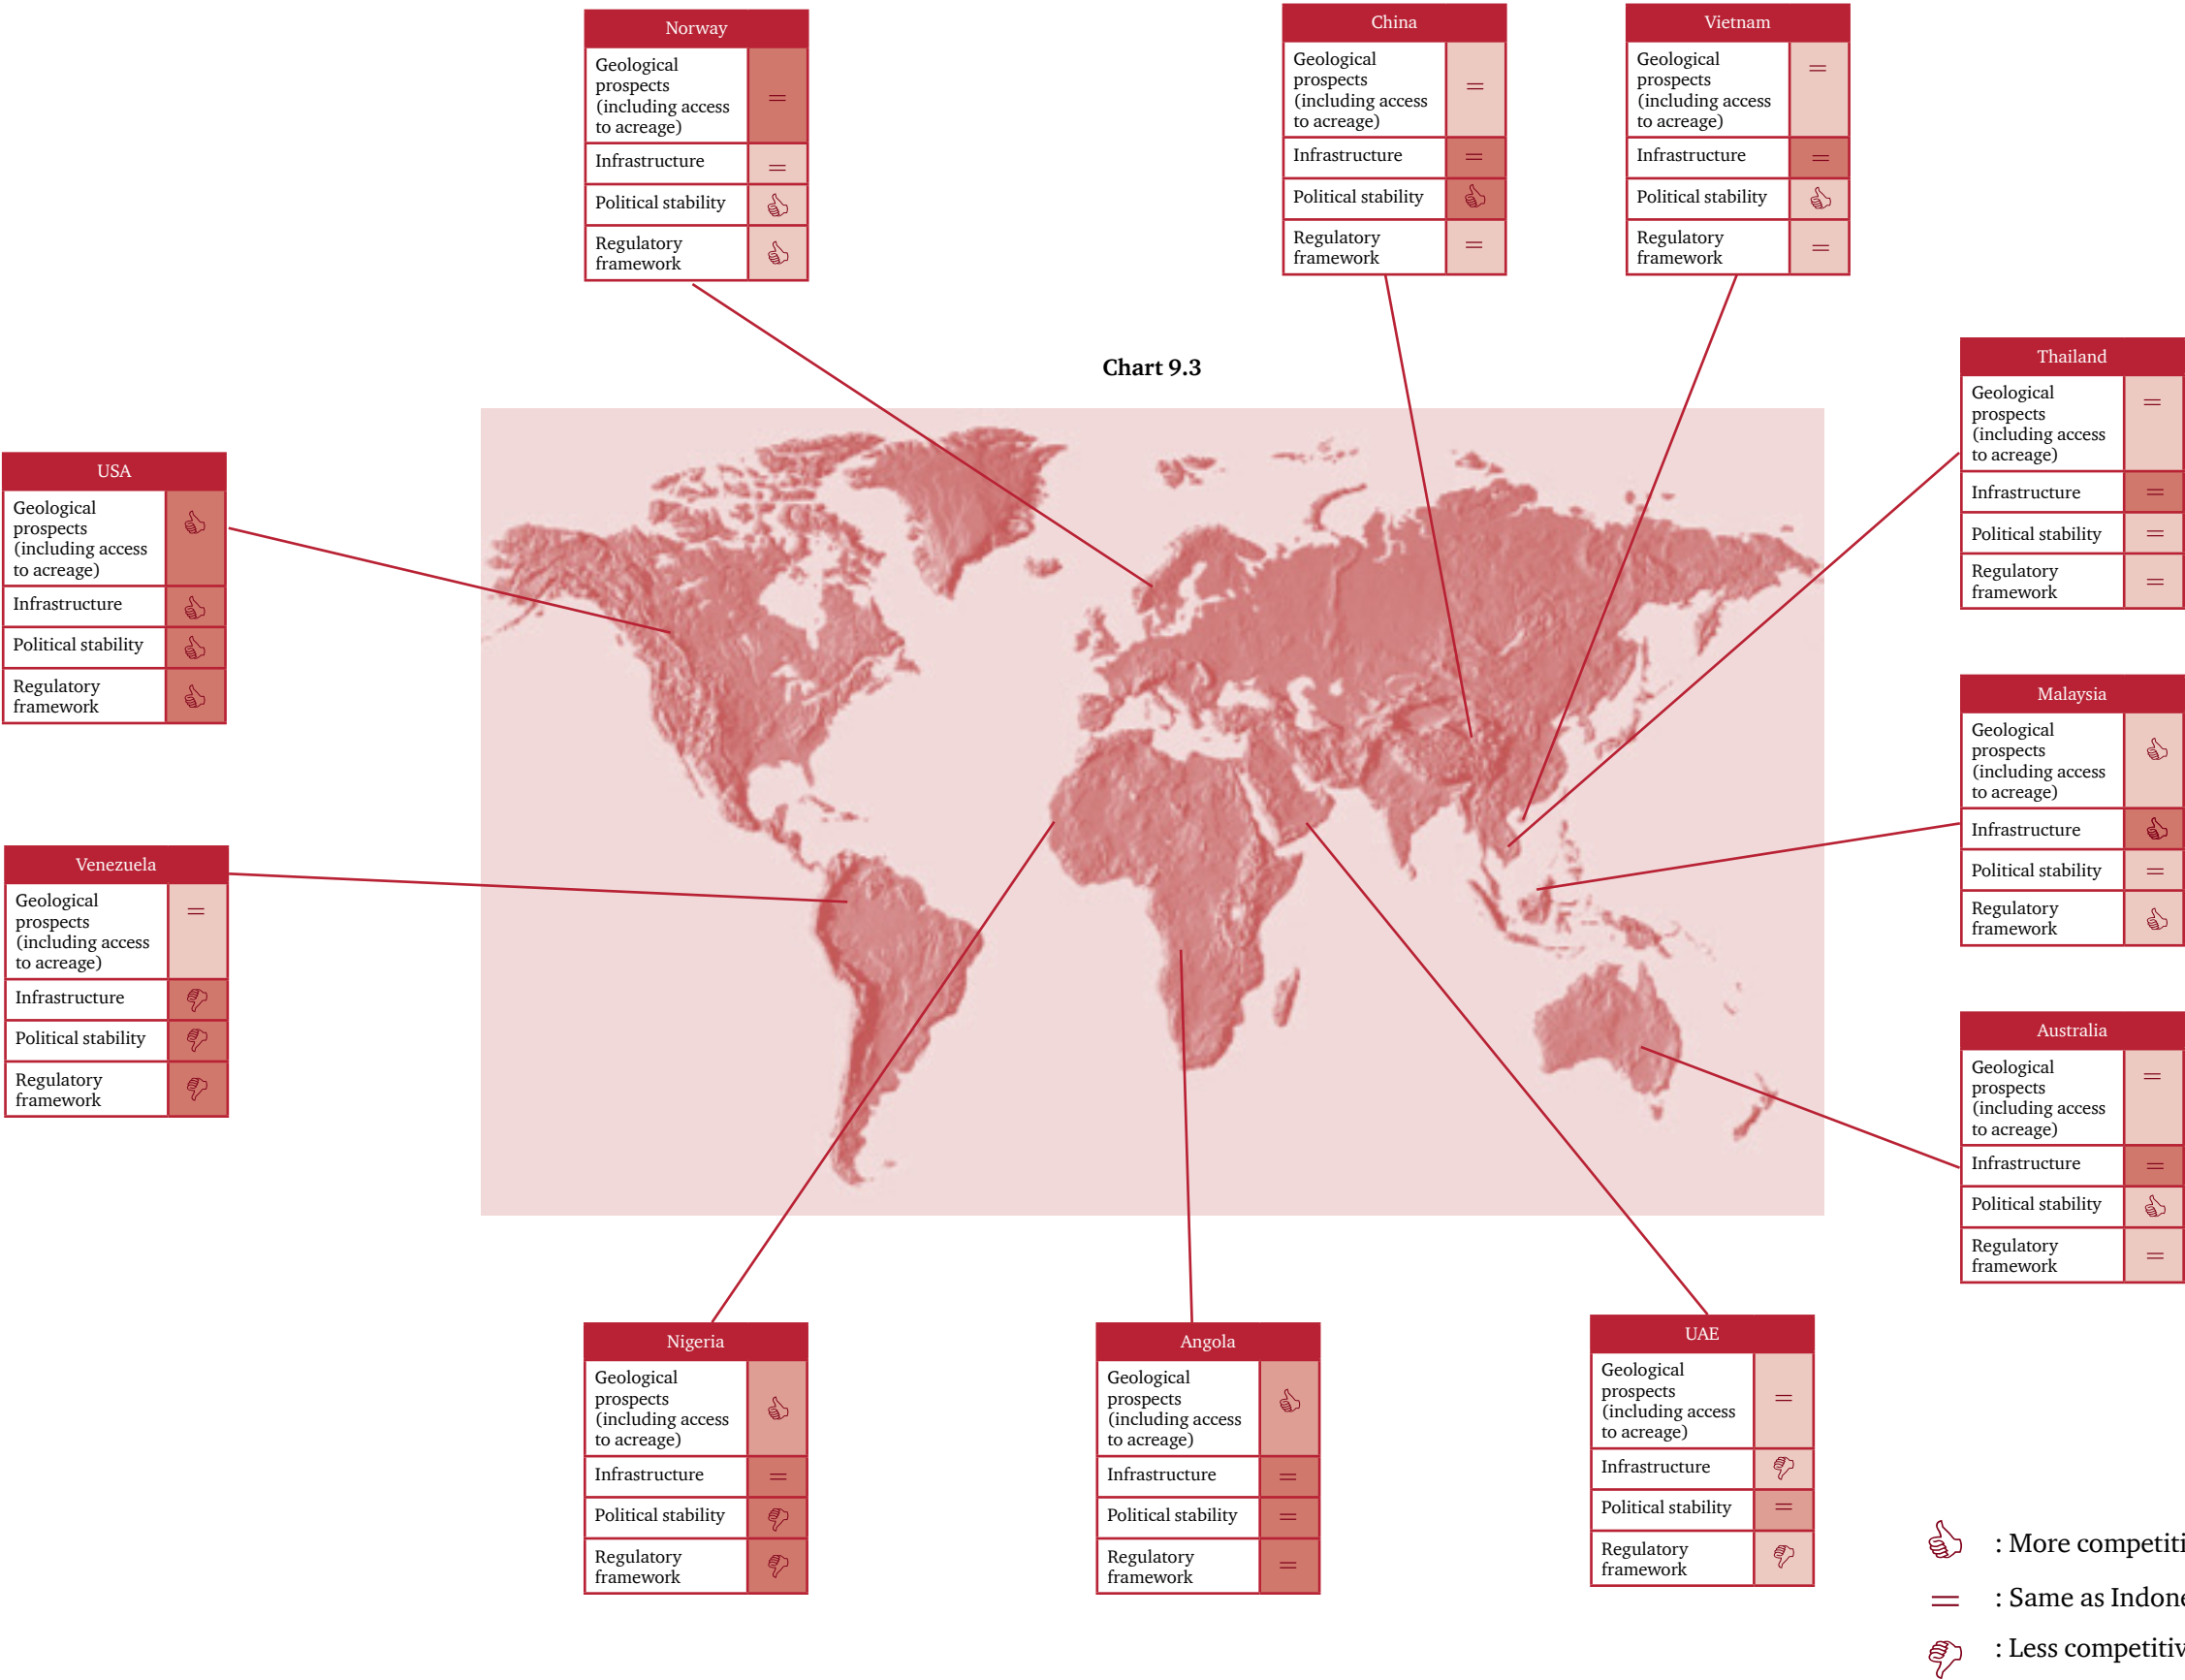 Norway
Geological
prospects
(including access
to acreage)
=
Infrastructure
=
Political stability
Regulatory
framework
China
Geological
prospects
(including access
to acreage)
=
Infrastructure
=
Political stability
Regulatory
framework
=
Vietnam
Geological
prospects
(including access
to acreage)
=
Infrastructure
=
Political stability
Regulatory
framework
=
Chart 9.3
Thailand
Geological
prospects
(including access
to acreage)
=
Infrastructure
=
Political stability
=
Regulatory
framework
=
USA
Geological
prospects
(including access
to acreage)
Infrastructure
Political stability
Regulatory
framework
Malaysia
Geological
prospects
(including access
to acreage)
Infrastructure
Political stability
=
Regulatory
framework
Venezuela
Geological
prospects
(including access
to acreage)
=
Infrastructure
Political stability
Regulatory
framework
Australia
Geological
prospects
(including access
to acreage)
=
Infrastructure
=
Political stability
Regulatory
framework
=
Nigeria
Geological
prospects
(including access
to acreage)
Infrastructure
=
Political stability
Regulatory
framework
Angola
Geological
prospects
(including access
to acreage)
Infrastructure
=
Political stability
=
Regulatory
framework
=
UAE
Geological
prospects
(including access
to acreage)
=
Infrastructure
Political stability
=
Regulatory
framework
: More competiti
= : Same as Indone
: Less competitiv